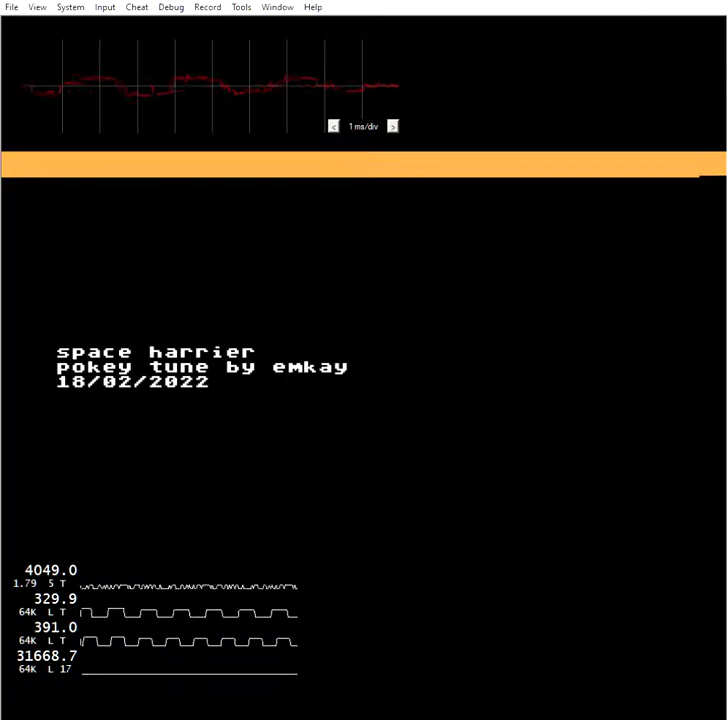 File View System Input Cheat Debug Record Tools Window Help
< 1 ms/div >
space harrier
pokey tune by emkay
18/02/2022
4049.0
1.79 5 T
329.9
64K L T
391.0
64K L T
31668.7
64K L 17